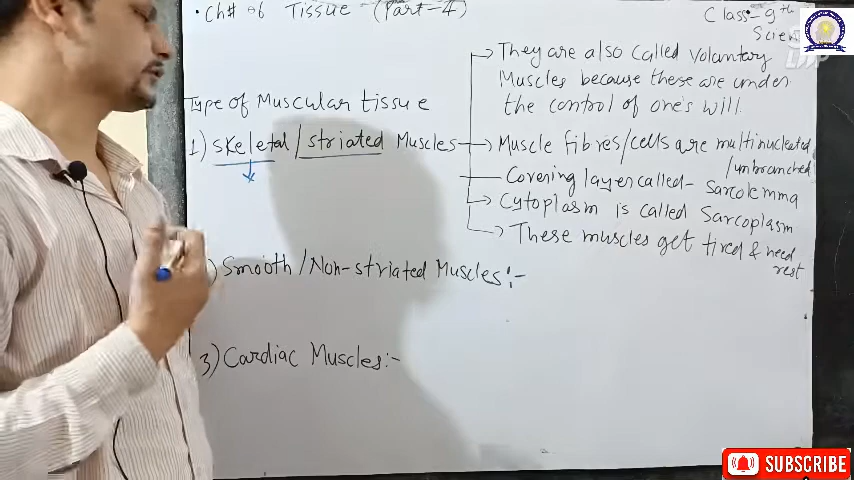 • Ch# 06 Tissue - (Part-4)
Class-9th
Scien
They are also called voluntary
Muscles because these are under
the control of one's will.
Type of Muscular tissue
1) Skeletal/striated Muscles
Muscle fibres/cells are multinucleated
/unbranched
Covering layer called- Sarcolemma
Cytoplasm is called Sarcoplasm
These muscles get tired & need
rest
) Smooth/Non-striated Muscles:-
3) Cardiac Muscles:-
SUBSCRIBE